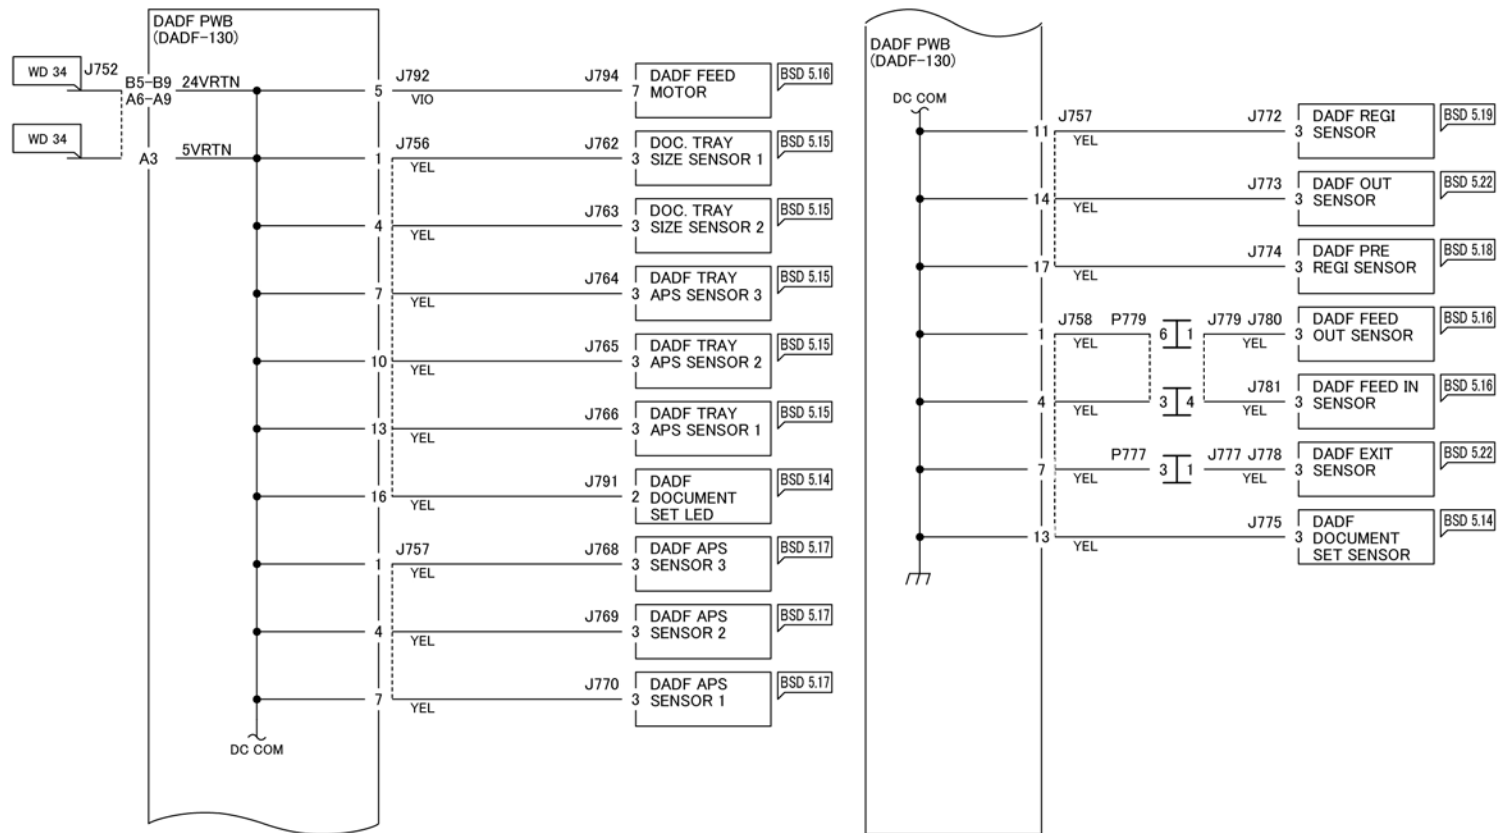 DADF PWB
(DADF-130)
WD 34
J752
B5-B9 24VRTN
A6-A9
5
J792
VIO
J794
7
DADF FEED
MOTOR
BSD 5.16
WD 34
A3
5VRTN
1
J756
YEL
J762
3
DOC. TRAY
SIZE SENSOR 1
BSD 5.15
4
YEL
J763
3
DOC. TRAY
SIZE SENSOR 2
BSD 5.15
7
YEL
J764
3
DADF TRAY
APS SENSOR 3
BSD 5.15
10
YEL
J765
3
DADF TRAY
APS SENSOR 2
BSD 5.15
13
YEL
J766
3
DADF TRAY
APS SENSOR 1
BSD 5.15
16
YEL
J791
2
DADF
DOCUMENT
SET LED
BSD 5.14
1
J757
YEL
J768
3
DADF APS
SENSOR 3
BSD 5.17
4
YEL
J769
3
DADF APS
SENSOR 2
BSD 5.17
7
YEL
J770
3
DADF APS
SENSOR 1
BSD 5.17
DC COM
DADF PWB
(DADF-130)
DC COM
11
J757
YEL
J772
3
DADF REGI
SENSOR
BSD 5.19
14
YEL
J773
3
DADF OUT
SENSOR
BSD 5.22
17
YEL
J774
3
DADF PRE
REGI SENSOR
BSD 5.18
1
J758
YEL
P779
6 1
J779 J780
YEL
3
DADF FEED
OUT SENSOR
BSD 5.16
4
YEL
3 4
J781
YEL
3
DADF FEED IN
SENSOR
BSD 5.16
7
YEL
P777
3 1
J777 J778
YEL
3
DADF EXIT
SENSOR
BSD 5.22
13
YEL
J775
3
DADF
DOCUMENT
SET SENSOR
BSD 5.14